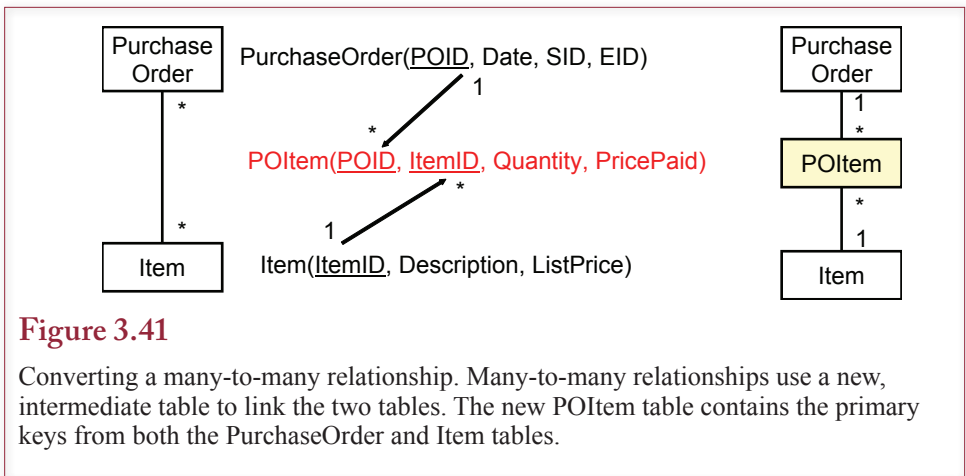 Purchase
Order
*
*
Item
PurchaseOrder(POID, Date, SID, EID)
1
*
POItem(POID, ItemID, Quantity, PricePaid)
*
1
Item(ItemID, Description, ListPrice)
Purchase
Order
1
*
POItem
*
1
Item
Figure 3.41
Converting a many-to-many relationship. Many-to-many relationships use a new,
intermediate table to link the two tables. The new POItem table contains the primary
keys from both the PurchaseOrder and Item tables.